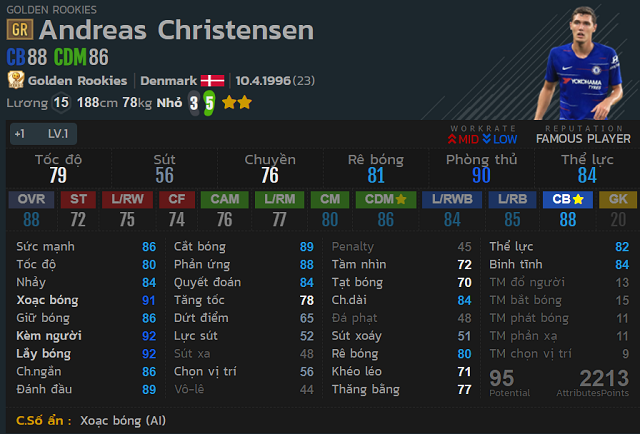 GOLDEN ROOKIES
GR Andreas Christensen
CB 88 CDM 86
Golden Rookies Denmark 10.4.1996 (23)
Lương 15 188cm 78kg Nhỏ 3 5
YOKOHAMA TYRES
+1 LV.1
WORKRATE REPUTATION
MID LOW FAMOUS PLAYER
Tốc độ Sút Chuyền Rê bóng Phòng thủ Thể lực
79 56 76 81 90 84
OVR ST L/RW CF CAM L/RM CM CDM L/RWB L/RB CB GK
88 72 75 74 76 77 80 86 84 85 88 20
Sức mạnh 86 Cắt bóng 89 Penalty 45 Thể lực 82
Tốc độ 80 Phản ứng 88 Tầm nhìn 72 Bình tĩnh 84
Nhảy 84 Quyết đoán 84 Tạt bóng 70 TM đổ người 13
Xoạc bóng 91 Tăng tốc 78 Ch.dài 84 TM bắt bóng 15
Giữ bóng 86 Dứt điểm 65 Đá phạt 48 TM phát bóng 11
Kèm người 92 Lực sút 52 Sút xoáy 51 TM phản xạ 11
Lấy bóng 92 Sút xa 48 Rê bóng 80 TM chọn vị trí 9
Ch.ngắn 86 Chọn vị trí 56 Khéo léo 71 95 2213
Đánh đầu 89 Vô-lê 44 Thăng bằng 77 Potential AttributesPoints
C.Số ẩn : Xoạc bóng (AI)